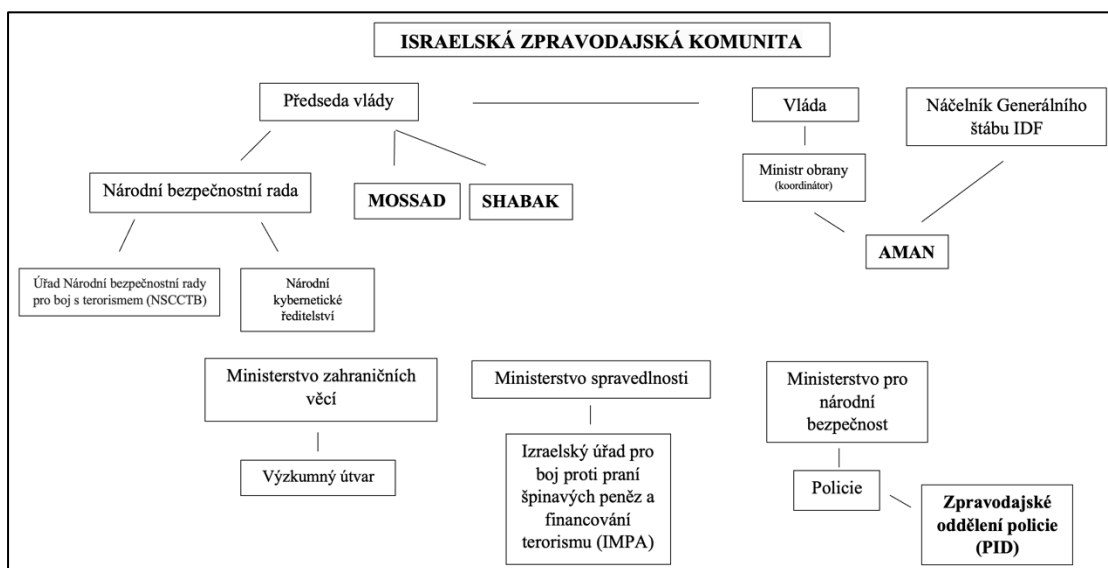 ISRAELSKÁ ZPRAVODAJSKÁ KOMUNITA
Předseda vlády
Vláda
Náčelník Generálního
štábu IDF
Ministr obrany
(koordinátor)
Národní bezpečnostní rada
MOSSAD
SHABAK
AMAN
Úřad Národní bezpečnostní rady
pro boj s terorismem (NSCCTB)
Národní
kybernetické
ředitelství
Ministerstvo zahraničních
věcí
Ministerstvo spravedlnosti
Ministerstvo pro
národní
bezpečnost
Výzkumný útvar
Izraelský úřad pro
boj proti praní
špinavých peněz a
financování
terorismu (IMPA)
Policie
Zpravodajské
oddělení policie
(PID)